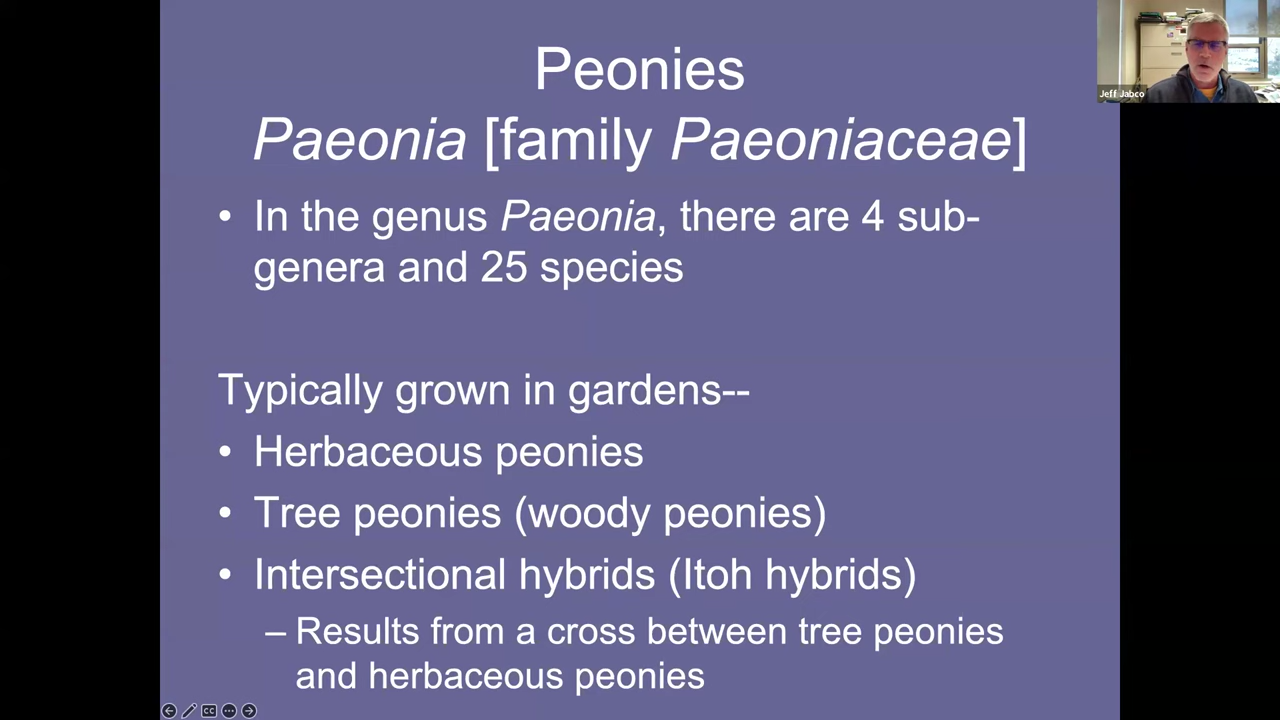 Peonies
Paeonia [family Paeoniaceae]
• In the genus Paeonia, there are 4 sub-
genera and 25 species
Typically grown in gardens--
• Herbaceous peonies
• Tree peonies (woody peonies)
• Intersectional hybrids (Itoh hybrids)
– Results from a cross between tree peonies
and herbaceous peonies
Jeff Jabco
CC